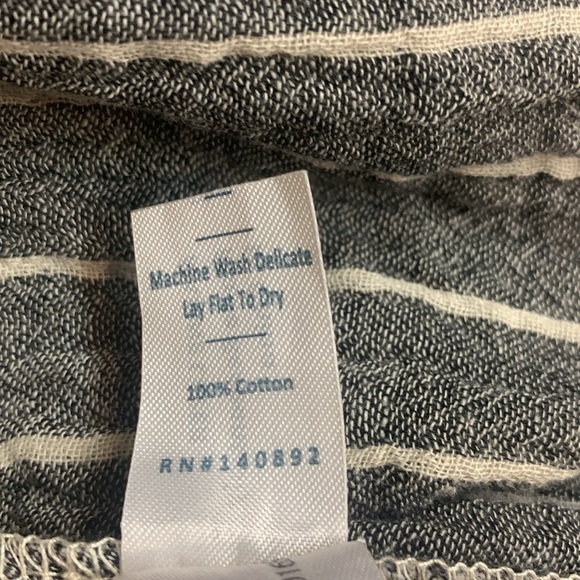 Machine Wash Delicate
Lay Flat To Dry
100% Cotton
RN#140892